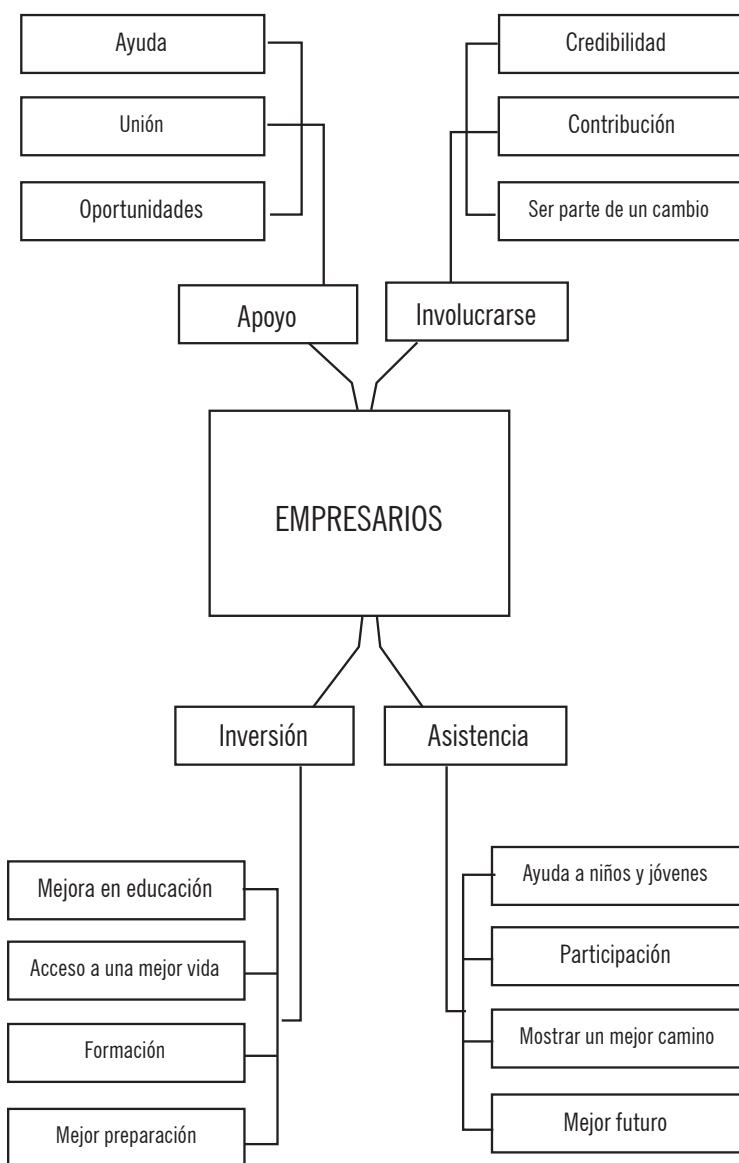 Ayuda
Unión
Oportunidades
Credibilidad
Contribución
Ser parte de un cambio
Apoyo
Involucrarse
EMPRESARIOS
Inversión
Asistencia
Mejora en educación
Acceso a una mejor vida
Formación
Mejor preparación
Ayuda a niños y jóvenes
Participación
Mostrar un mejor camino
Mejor futuro